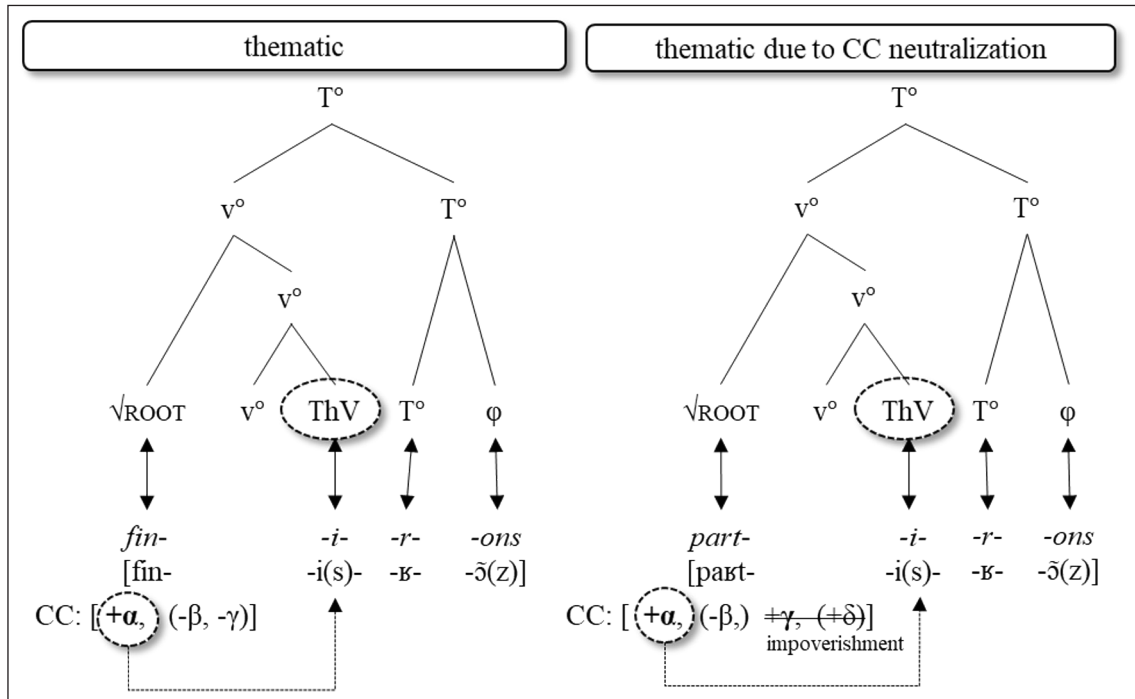 thematic
T°
v° T°
v°
√ROOT v° ThV T° φ
fin- -i- -r- -ons
[fin- -i(s)- -ʁ- -ɔ̃(z)]
CC: [ +α, (-β, -γ)]
thematic due to CC neutralization
T°
v° T°
v°
√ROOT v° ThV T° φ
part- -i- -r- -ons
[paʁt- -i(s)- -ʁ- -ɔ̃(z)]
CC: [ +α, (-β,) +γ, (+δ)]
impoverishment